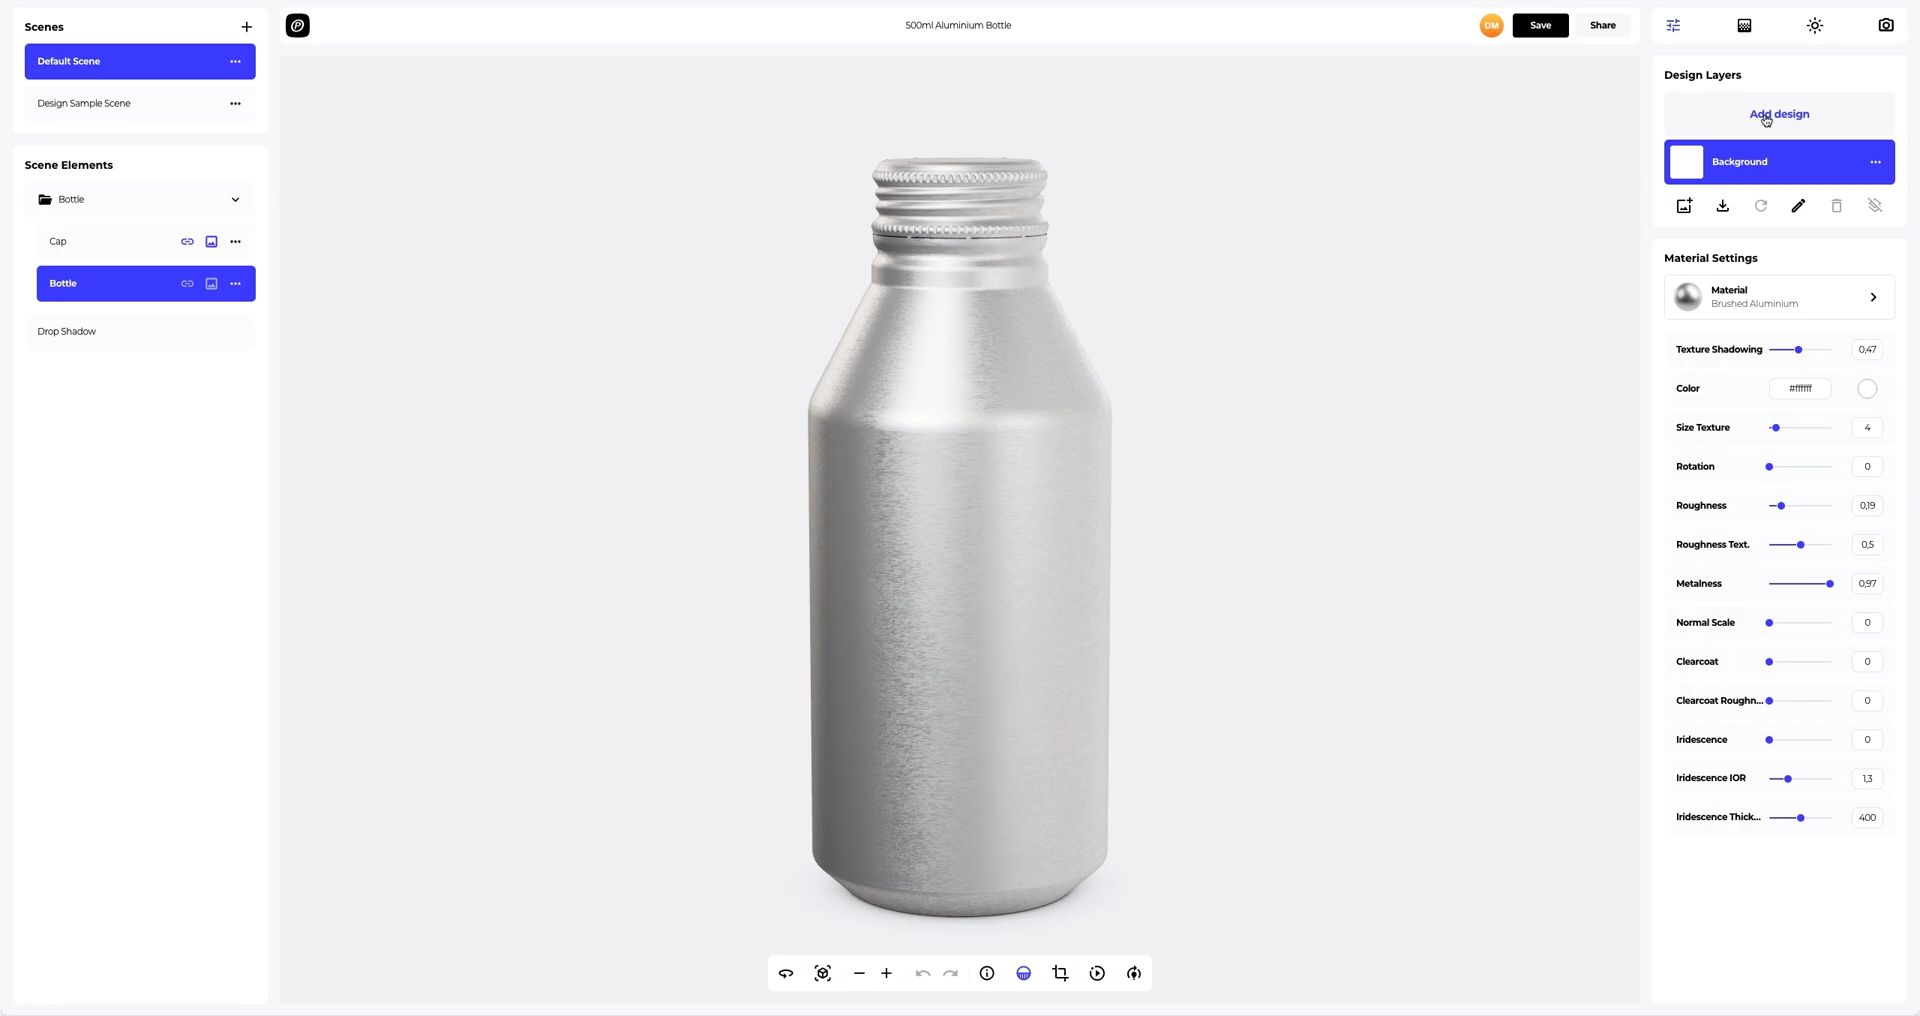 Scenes
Default Scene
Design Sample Scene
Scene Elements
Bottle
Cap
Bottle
Drop Shadow
500ml Aluminium Bottle
DM
Save
Share
Design Layers
Add design
Background
Material Settings
Material
Brushed Aluminium
Texture Shadowing 0,47
Color #ffffff
Size Texture 4
Rotation 0
Roughness 0,19
Roughness Text. 0,5
Metalness 0,97
Normal Scale 0
Clearcoat 0
Clearcoat Roughn... 0
Iridescence 0
Iridescence IOR 1,3
Iridescence Thick... 400